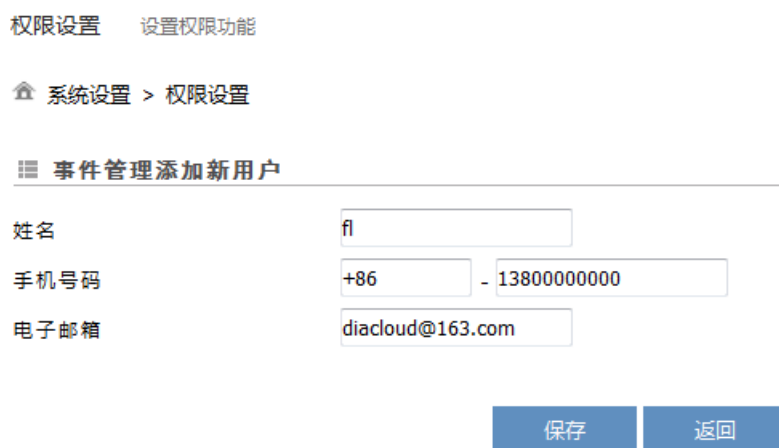 权限设置 设置权限功能
系统设置 > 权限设置
事件管理添加新用户
姓名 fl
手机号码 +86 - 13800000000
电子邮箱 diacloud@163.com
保存 返回